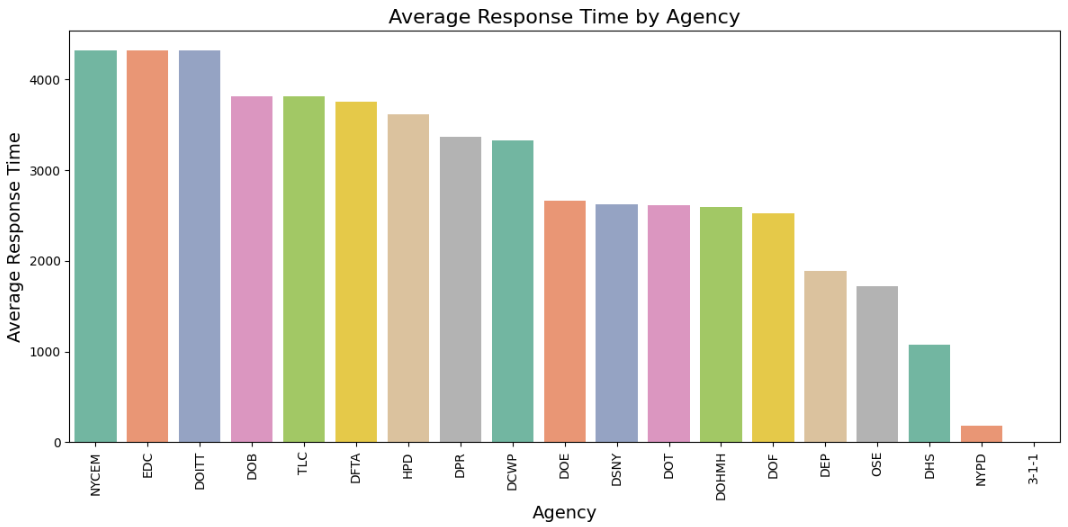 Average Response Time by Agency
Average Response Time
4000
3000
2000
1000
0
NYCEM
EDC
DOITT
DOB
TLC
DFTA
HPD
DPR
DCWP
DOE
DSNY
DOT
DOHMH
DOF
DEP
OSE
DHS
NYPD
3-1-1
Agency